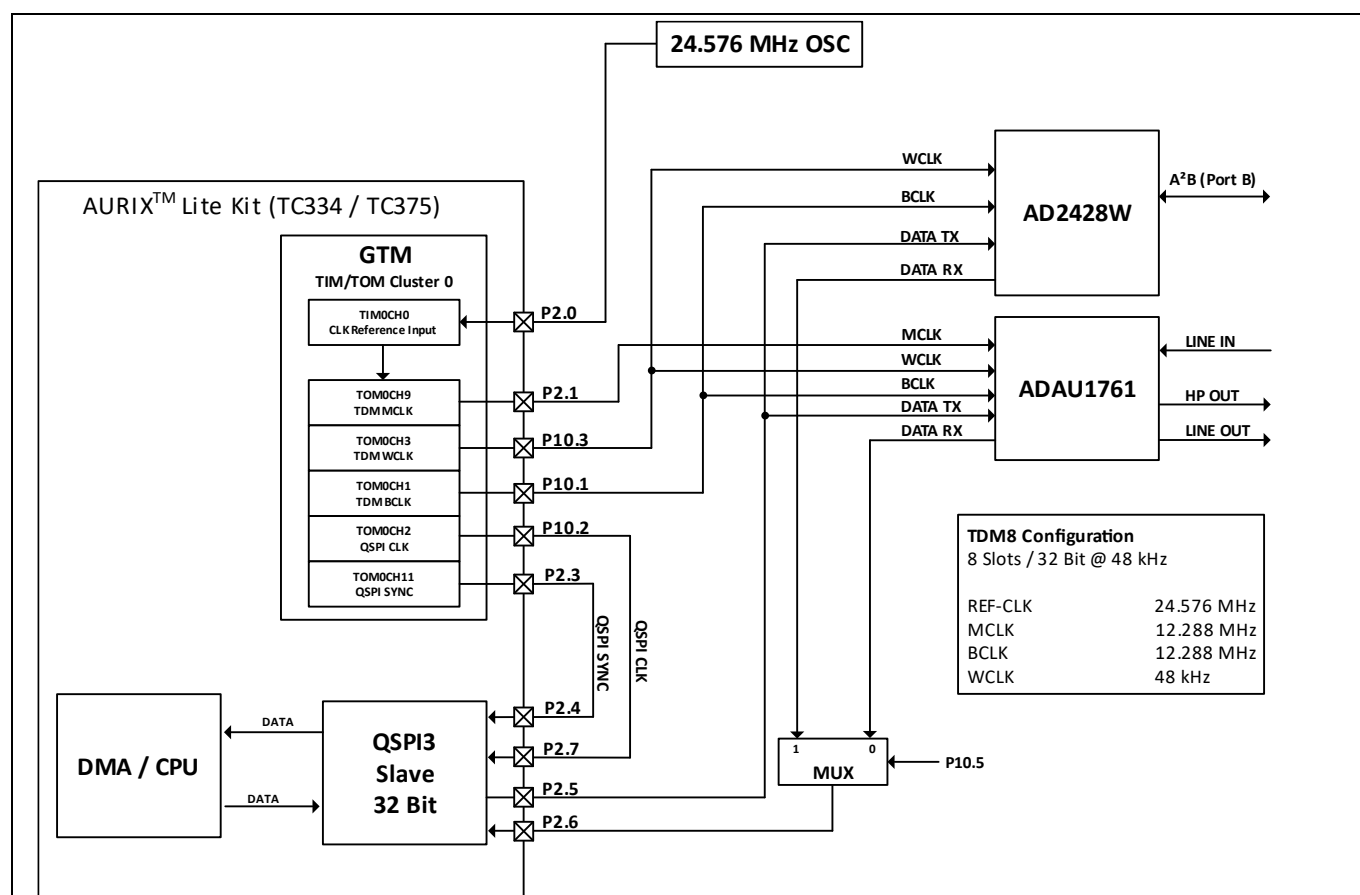 24.576 MHz OSC
AURIX™ Lite Kit (TC334 / TC375)
GTM
TIM/TOM Cluster 0
TIM0CH0
CLK Reference Input
TOM0CH9
TDM MCLK
TOM0CH3
TDM WCLK
TOM0CH1
TDM BCLK
TOM0CH2
QSPI CLK
TOM0CH11
QSPI SYNC
P2.0
P2.1
P10.3
P10.1
P10.2
P2.3
QSPI SYNC
QSPI CLK
P2.4
P2.7
P2.5
P2.6
DMA / CPU
DATA
DATA
QSPI3
Slave
32 Bit
WCLK
BCLK
DATA TX
DATA RX
AD2428W
A²B (Port B)
MCLK
WCLK
BCLK
DATA TX
DATA RX
ADAU1761
LINE IN
HP OUT
LINE OUT
TDM8 Configuration
8 Slots / 32 Bit @ 48 kHz
REF-CLK 24.576 MHz
MCLK 12.288 MHz
BCLK 12.288 MHz
WCLK 48 kHz
1 0
MUX
P10.5